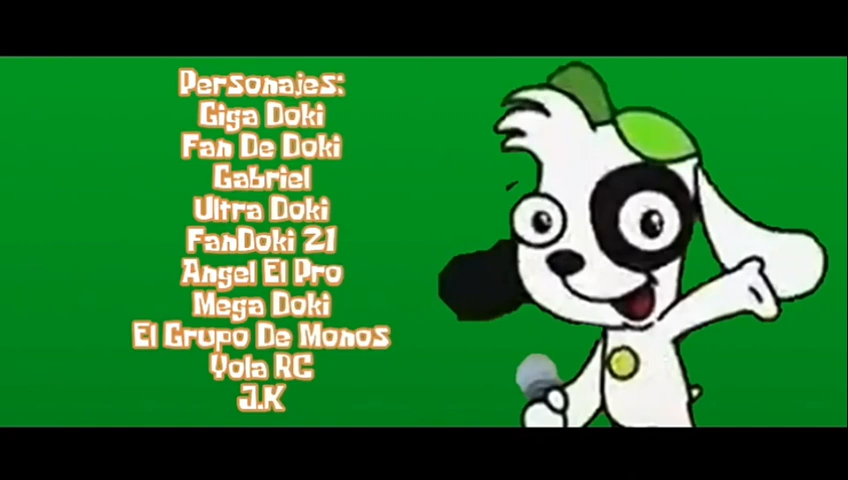 Personajes:
Giga Doki
Fan De Doki
Gabriel
Ultra Doki
FanDoki 21
Angel El Pro
Mega Doki
El Grupo De Monos
Yola RC
J.K